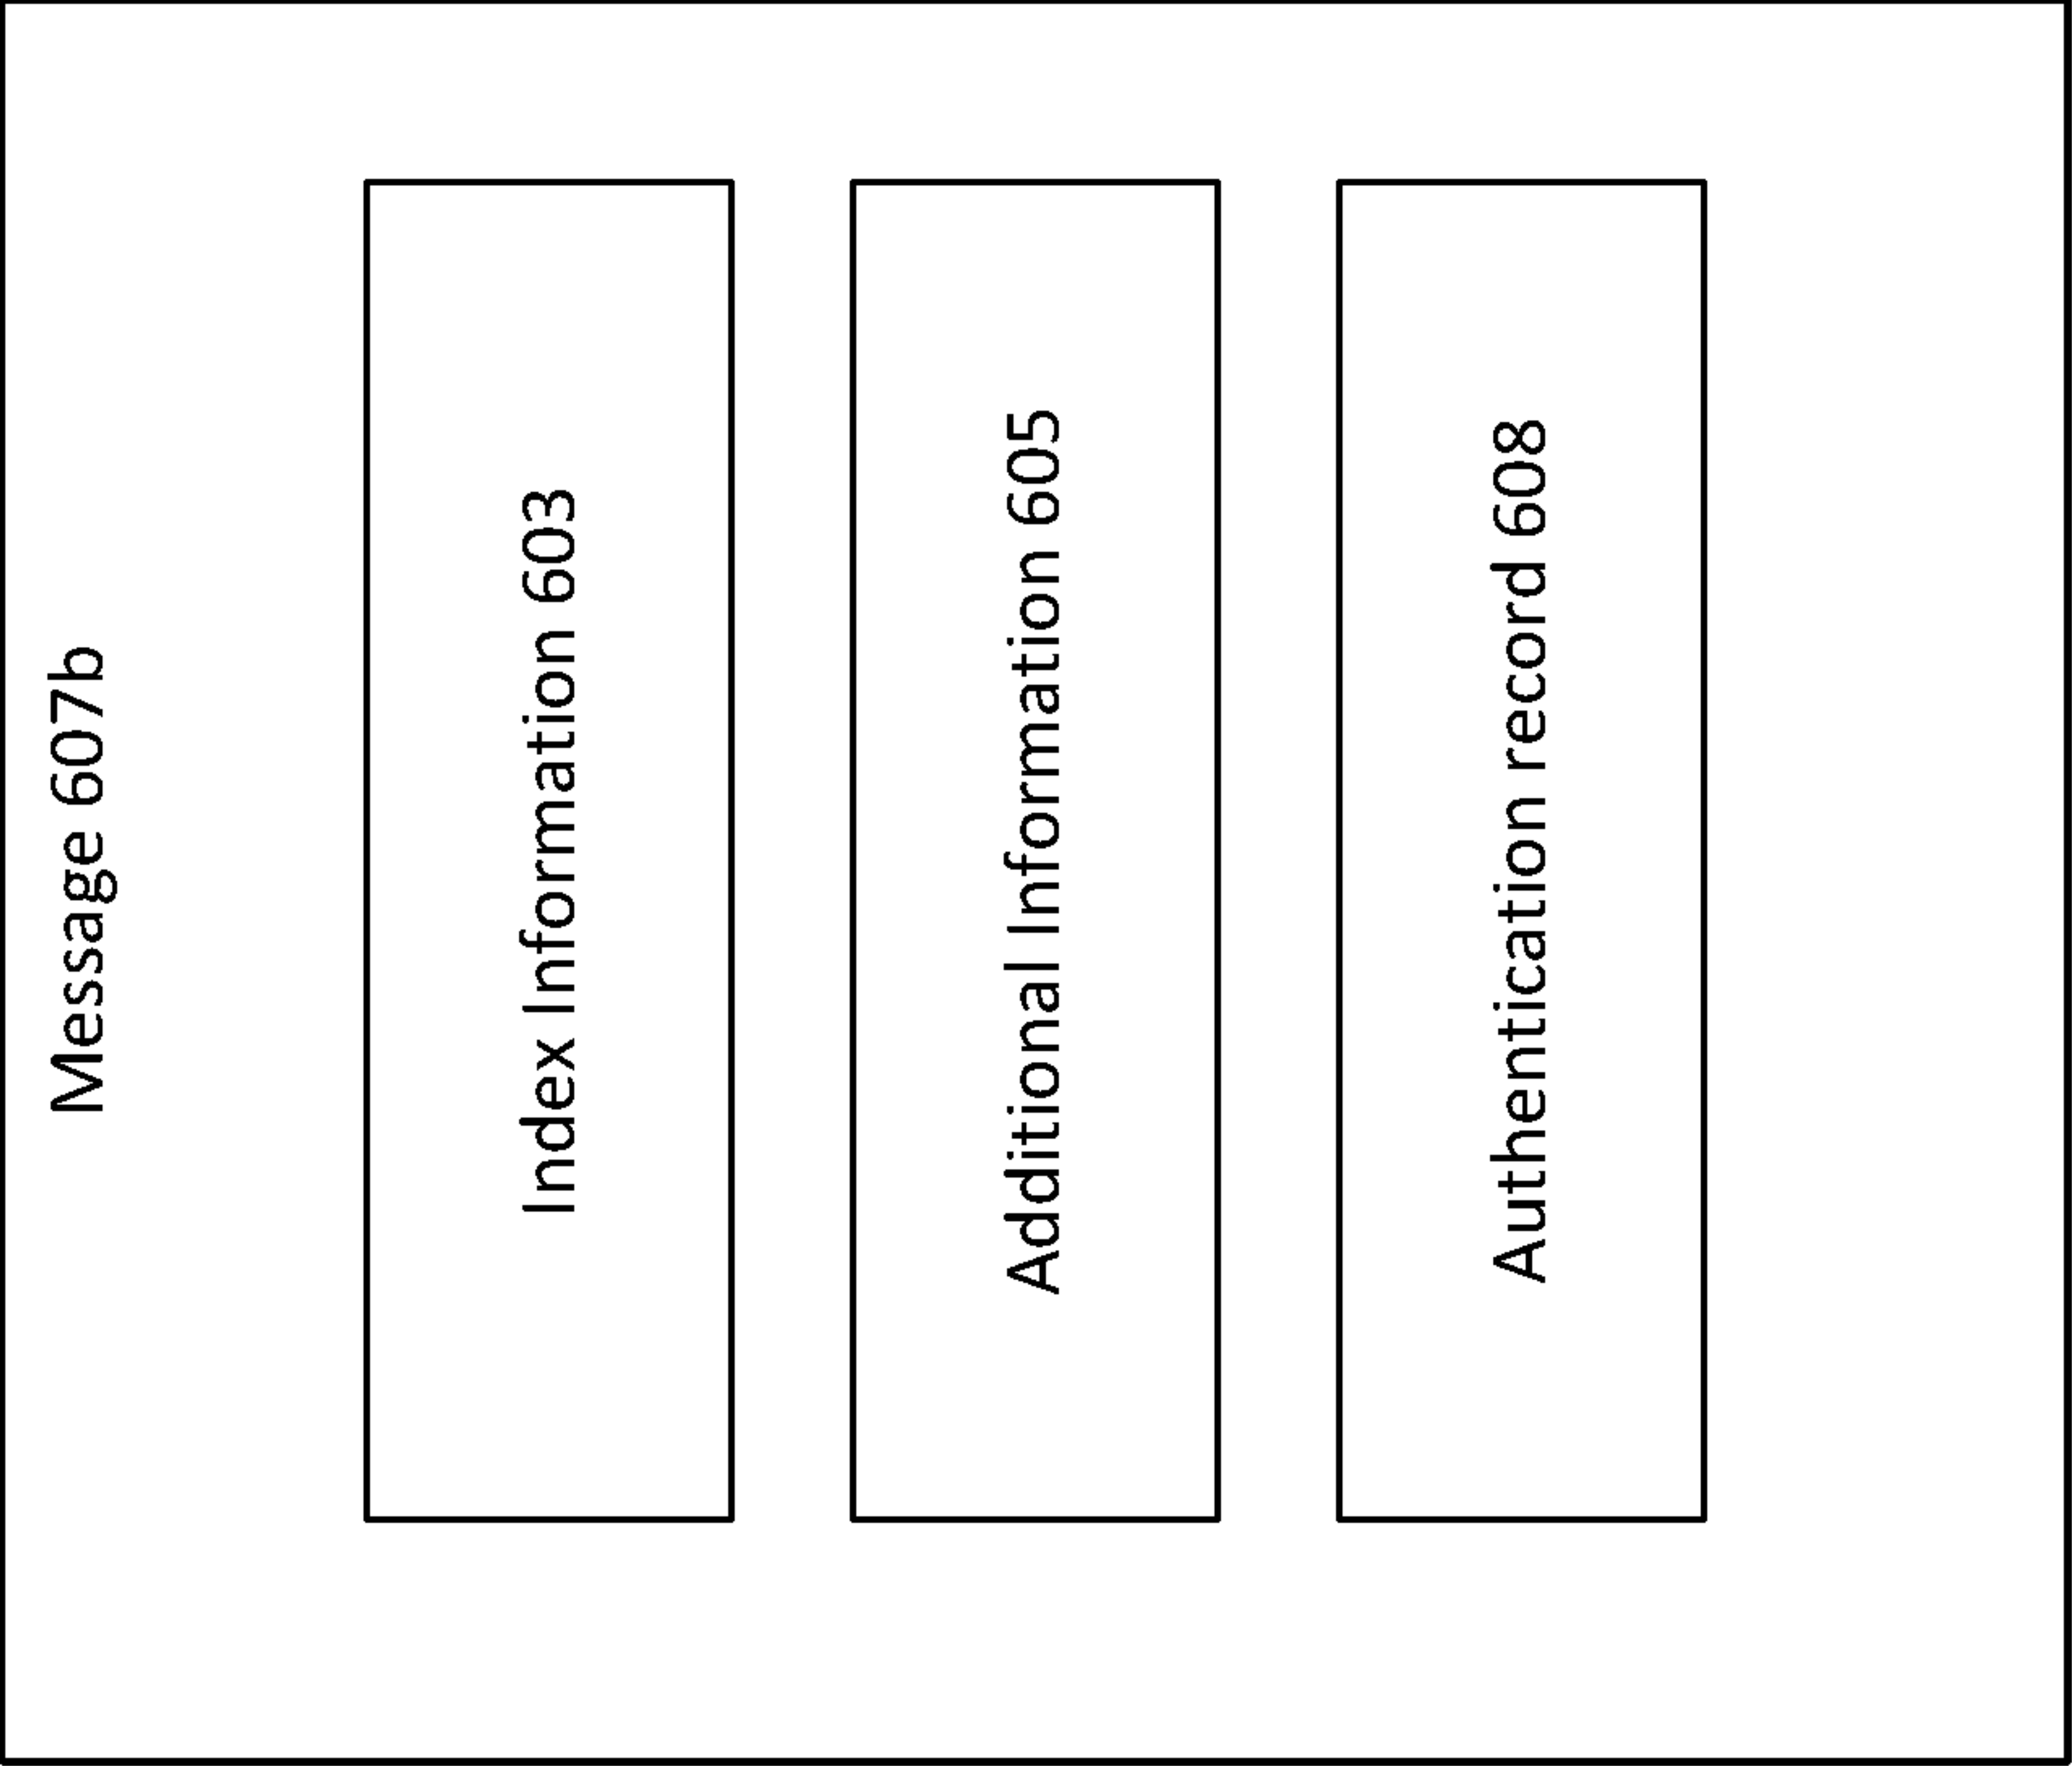 Message 607b
Index Information 603
Additional Information 605
Authentication record 608